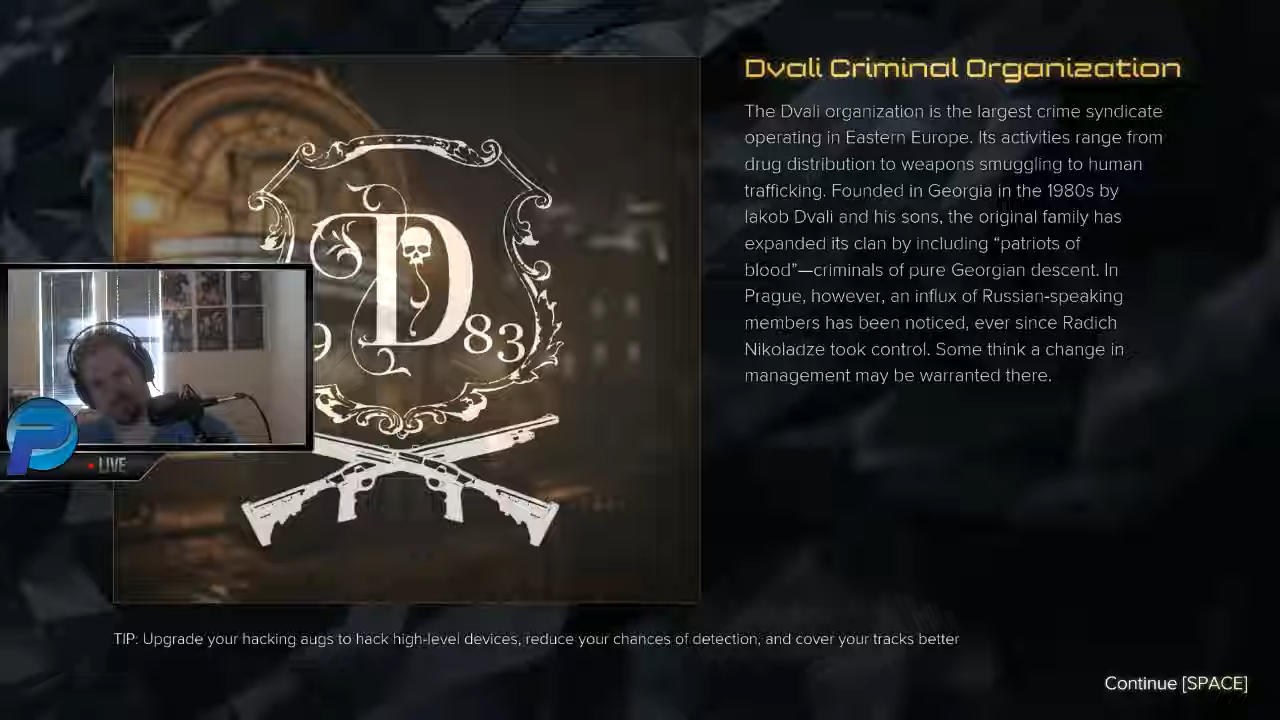 Dvali Criminal Organization
The Dvali organization is the largest crime syndicate
operating in Eastern Europe. Its activities range from
drug distribution to weapons smuggling to human
trafficking. Founded in Georgia in the 1980s by
Iakob Dvali and his sons, the original family has
expanded its clan by including “patriots of
blood”—criminals of pure Georgian descent. In
Prague, however, an influx of Russian-speaking
members has been noticed, ever since Radich
Nikoladze took control. Some think a change in
management may be warranted there.
D
9 83
P
• LIVE
TIP: Upgrade your hacking augs to hack high-level devices, reduce your chances of detection, and cover your tracks better
Continue [SPACE]